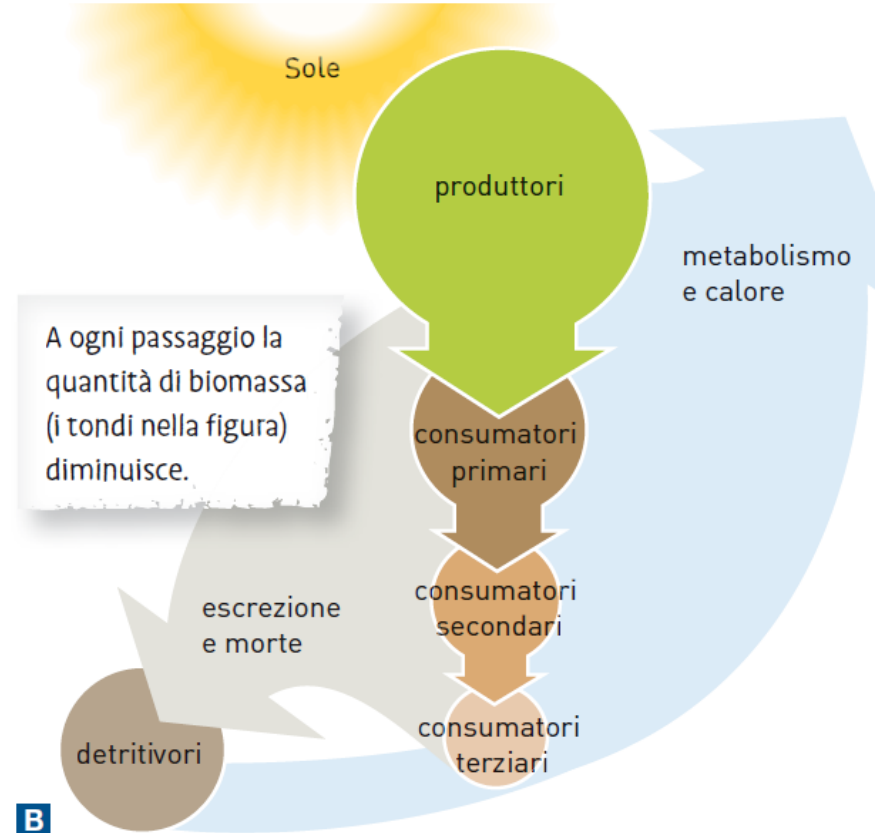 Sole
produttori
metabolismo
e calore
A ogni passaggio la
quantità di biomassa
(i tondi nella figura)
diminuisce.
consumatori
primari
consumatori
secondari
escrezione
e morte
consumatori
terziari
detritivori
B